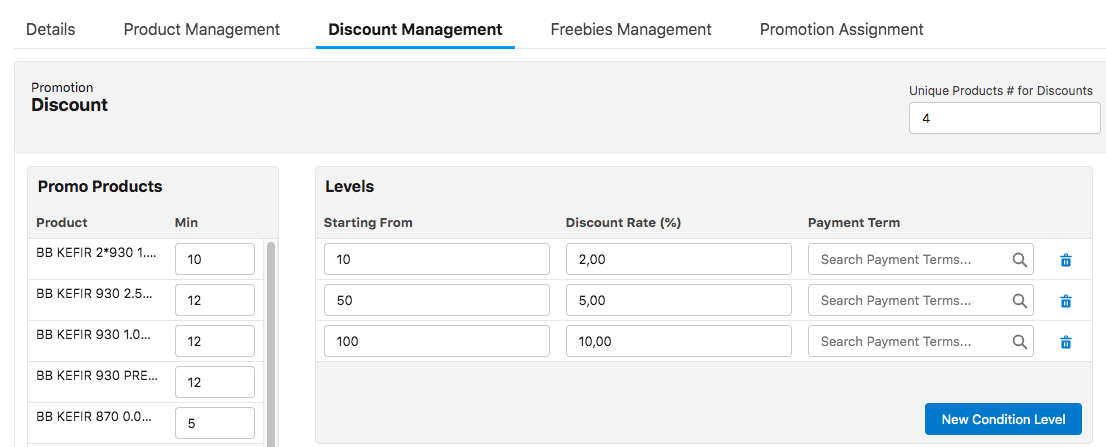 Details Product Management Discount Management Freebies Management Promotion Assignment
Promotion
Discount
Unique Products # for Discounts
4
Promo Products
Product Min
BB KEFIR 2*930 1.... 10
BB KEFIR 930 2.5... 12
BB KEFIR 930 1.0... 12
BB KEFIR 930 PRE... 12
BB KEFIR 870 0.0... 5
Levels
Starting From Discount Rate (%) Payment Term
10 2,00 Search Payment Terms...
50 5,00 Search Payment Terms...
100 10,00 Search Payment Terms...
New Condition Level